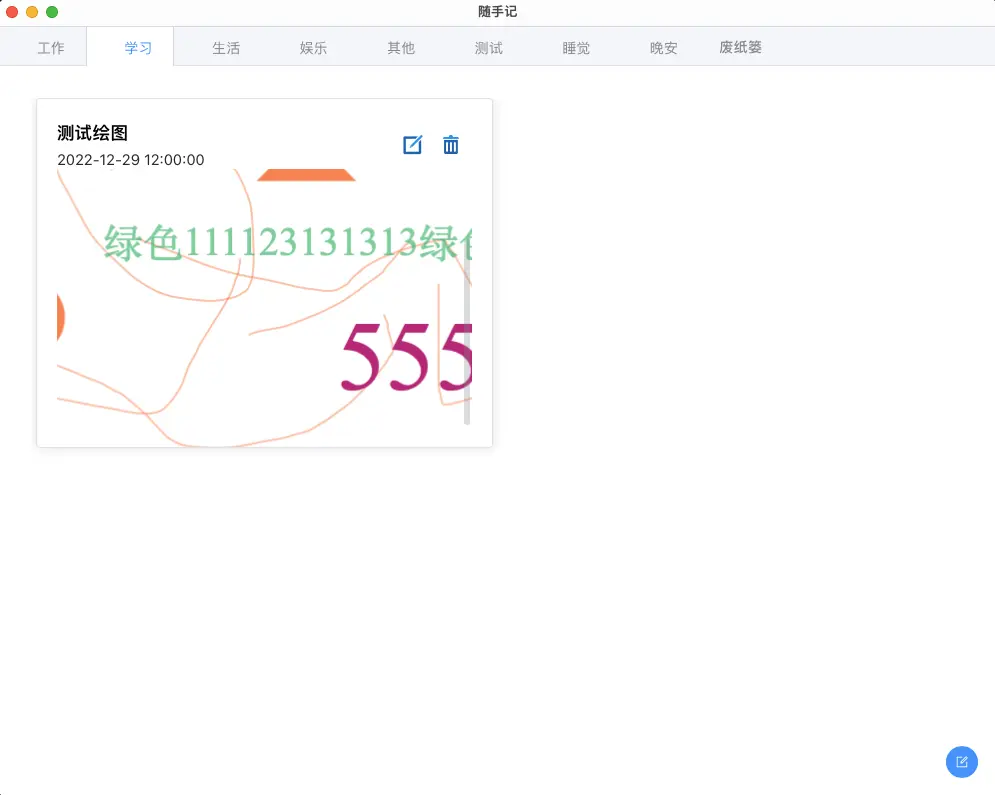 随手记
工作 学习 生活 娱乐 其他 测试 睡觉 晚安 废纸篓
测试绘图
2022-12-29 12:00:00
绿色111123131313绿
555